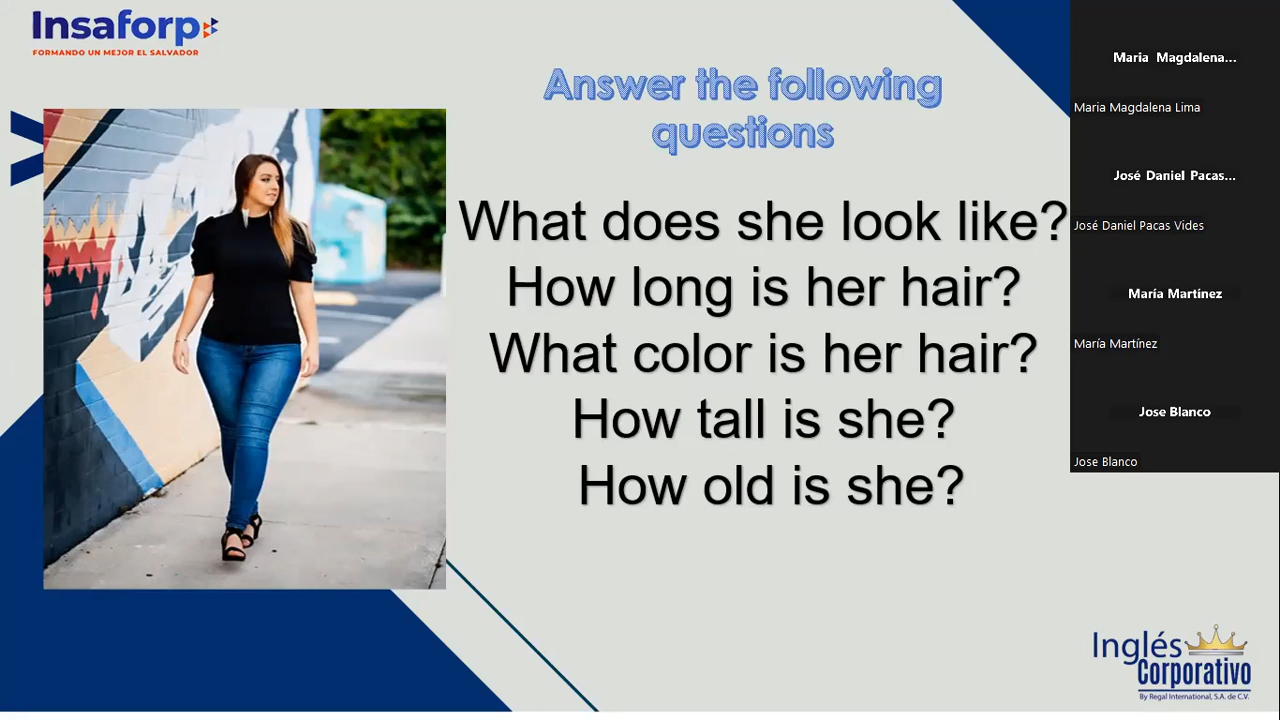 Insaforp
FORMANDO UN MEJOR EL SALVADOR
Answer the following
questions
What does she look like?
How long is her hair?
What color is her hair?
How tall is she?
How old is she?
Maria Magdalena...
Maria Magdalena Lima
José Daniel Pacas...
José Daniel Pacas Vides
María Martínez
María Martínez
Jose Blanco
Jose Blanco
Inglés
Corporativo
By Regal International, S.A. de C.V.